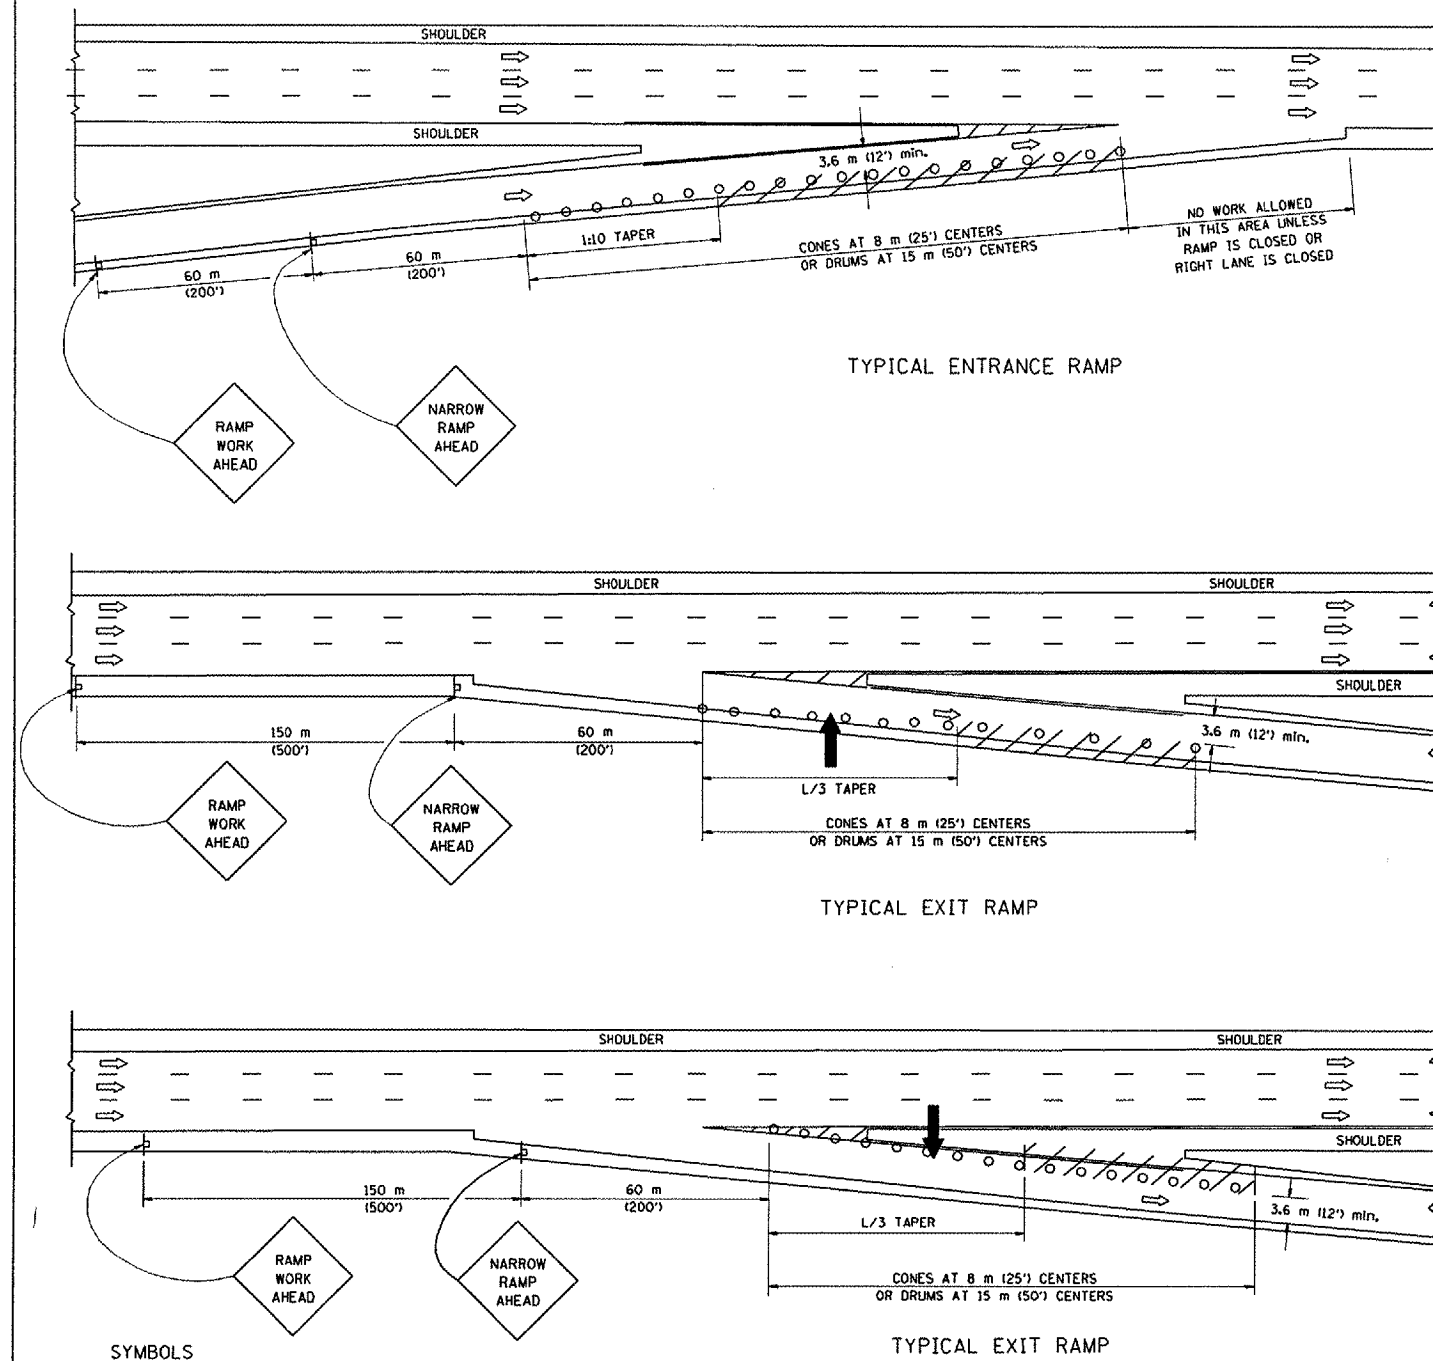 SHOULDER
SHOULDER
3.6 m (12') min.
1:10 TAPER
60 m
(200')
60 m
(200')
CONES AT 8 m (25') CENTERS
OR DRUMS AT 15 m (50') CENTERS
NO WORK ALLOWED
IN THIS AREA UNLESS
RAMP IS CLOSED OR
RIGHT LANE IS CLOSED
TYPICAL ENTRANCE RAMP
RAMP
WORK
AHEAD
NARROW
RAMP
AHEAD
SHOULDER
SHOULDER
SHOULDER
150 m
(500')
60 m
(200')
3.6 m (12') min.
L/3 TAPER
CONES AT 8 m (25') CENTERS
OR DRUMS AT 15 m (50') CENTERS
RAMP
WORK
AHEAD
NARROW
RAMP
AHEAD
TYPICAL EXIT RAMP
SHOULDER
SHOULDER
SHOULDER
150 m
(500')
60 m
(200')
3.6 m (12') min.
L/3 TAPER
CONES AT 8 m (25') CENTERS
OR DRUMS AT 15 m (50') CENTERS
RAMP
WORK
AHEAD
NARROW
RAMP
AHEAD
TYPICAL EXIT RAMP
SYMBOLS